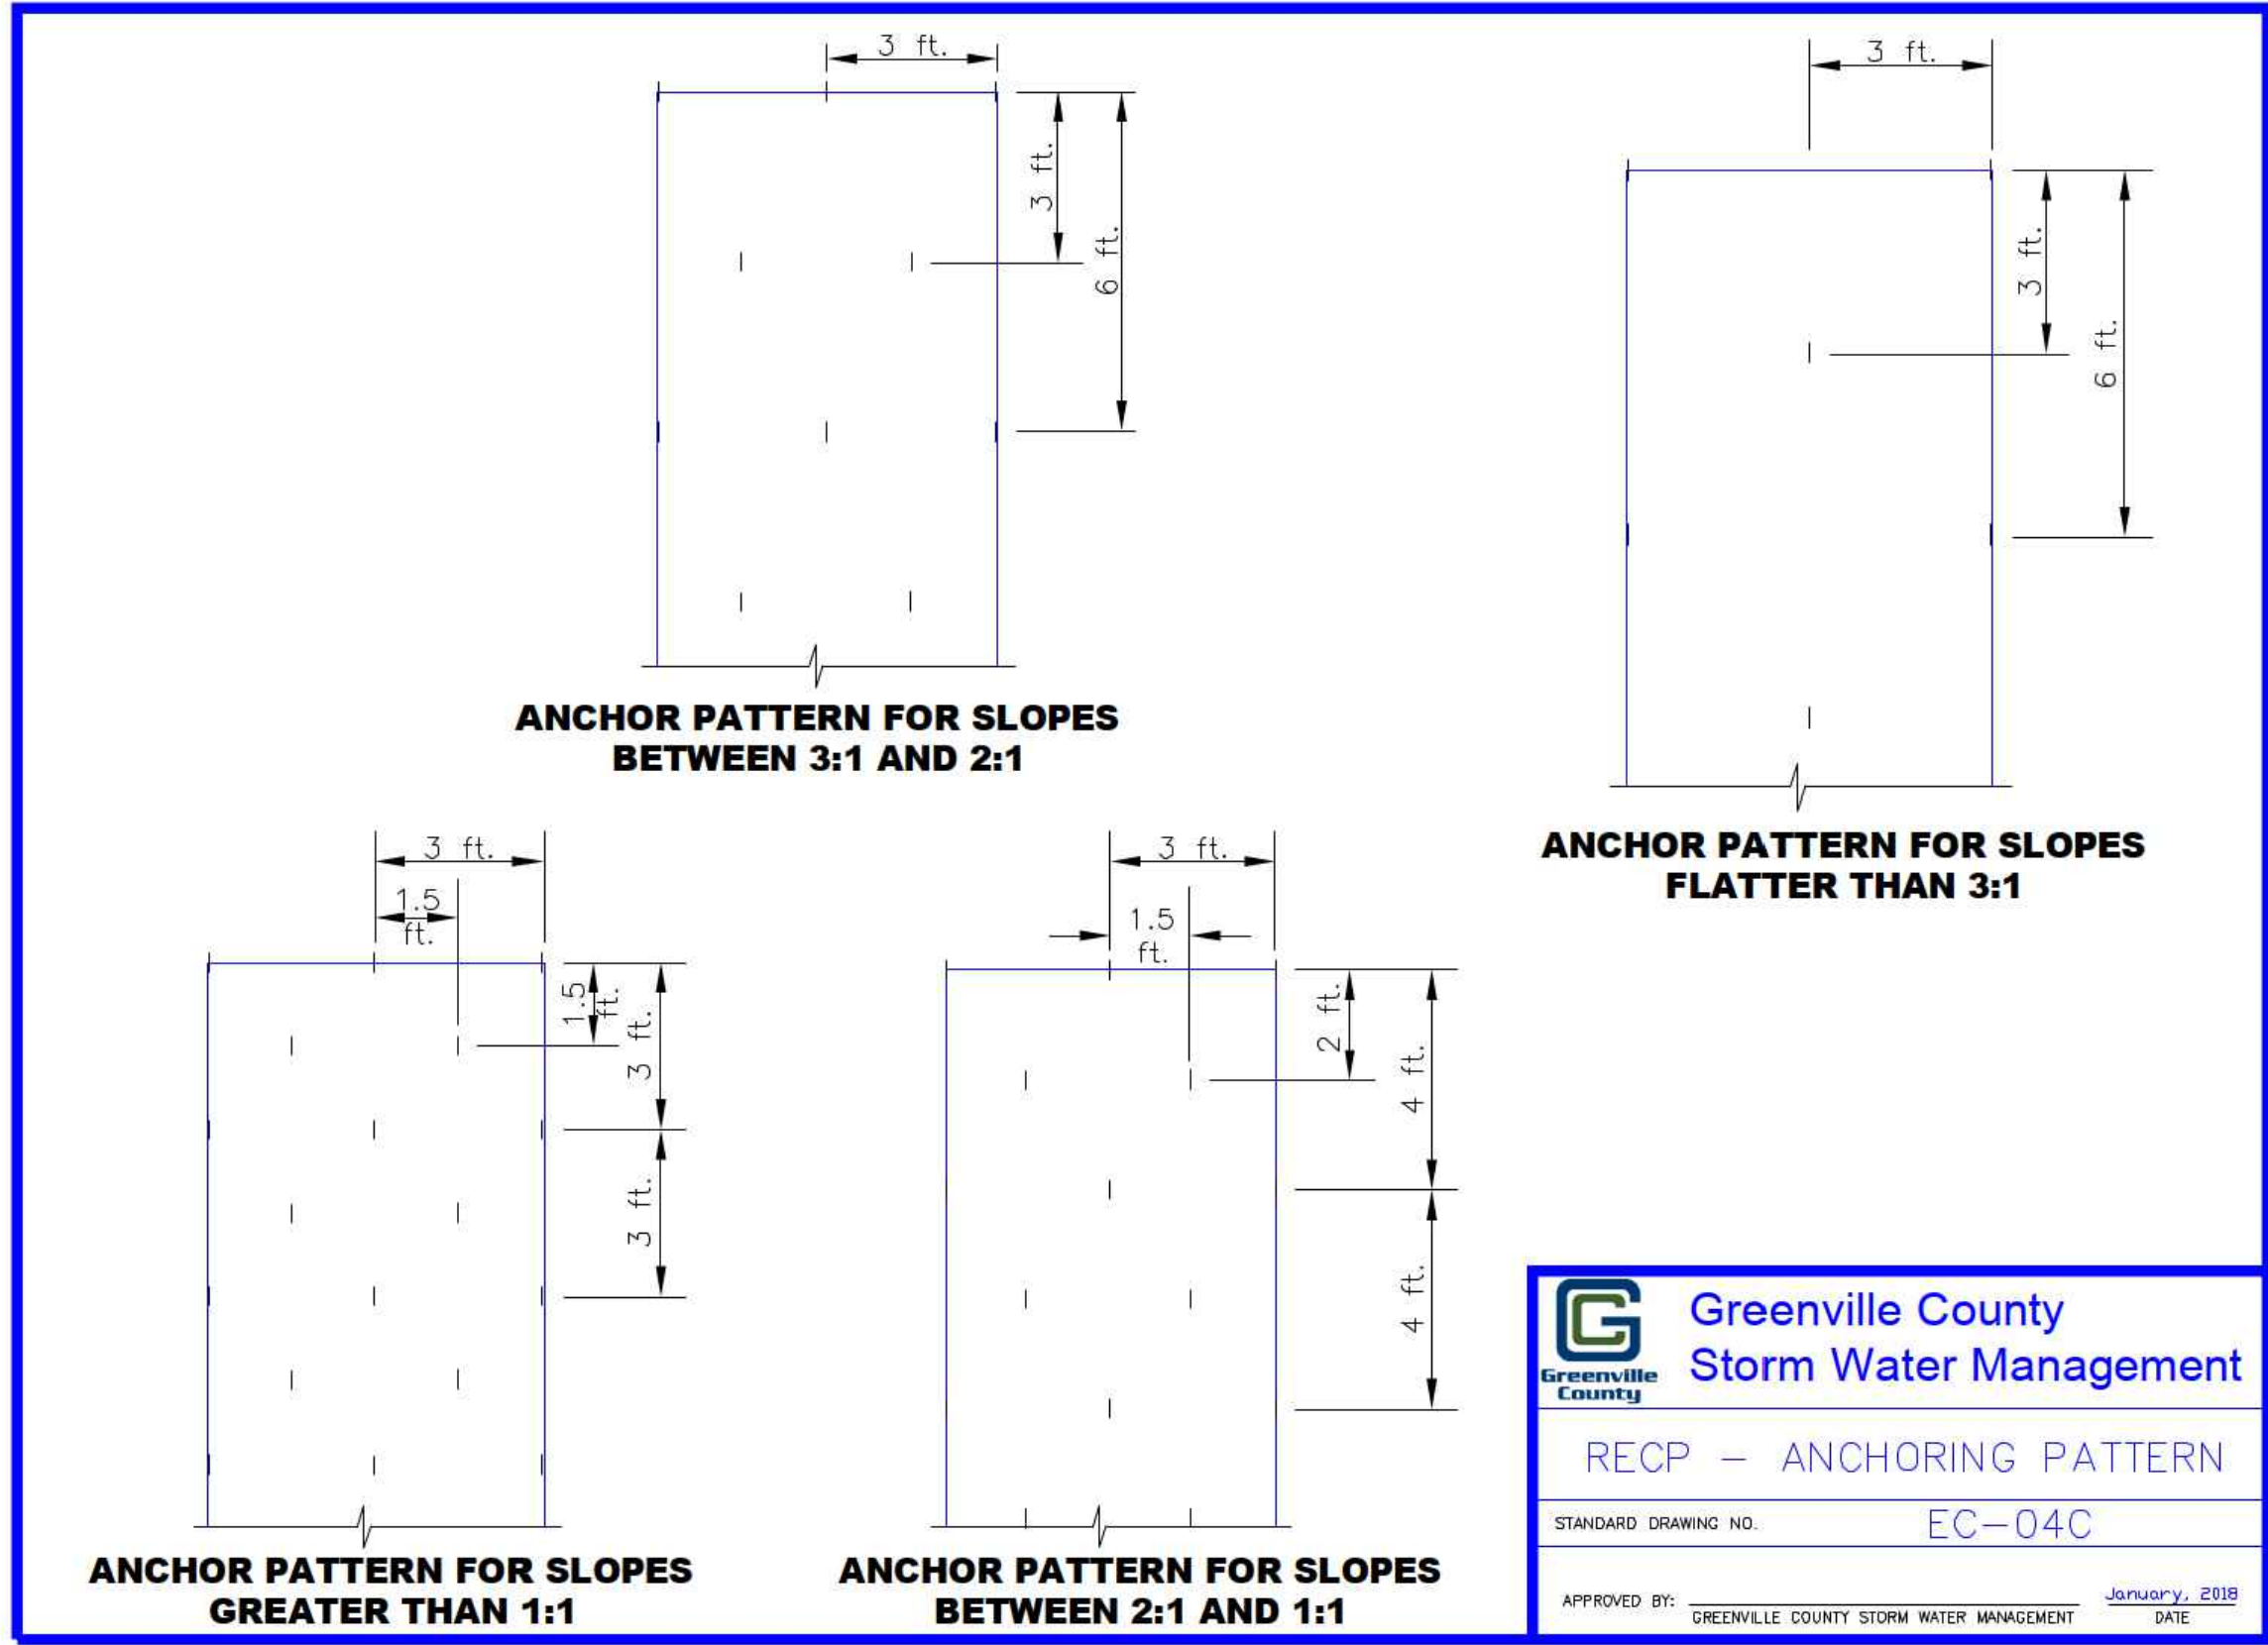 3 ft.
3 ft.
6 ft.
ANCHOR PATTERN FOR SLOPES
BETWEEN 3:1 AND 2:1
3 ft.
3 ft.
6 ft.
ANCHOR PATTERN FOR SLOPES
FLATTER THAN 3:1
3 ft.
1.5
ft.
1.5
ft.
3 ft.
3 ft.
ANCHOR PATTERN FOR SLOPES
GREATER THAN 1:1
3 ft.
1.5
ft.
2 ft.
4 ft.
4 ft.
ANCHOR PATTERN FOR SLOPES
BETWEEN 2:1 AND 1:1
Greenville
County
Greenville County
Storm Water Management
RECP - ANCHORING PATTERN
STANDARD DRAWING NO. EC-04C
APPROVED BY: January, 2018
GREENVILLE COUNTY STORM WATER MANAGEMENT DATE